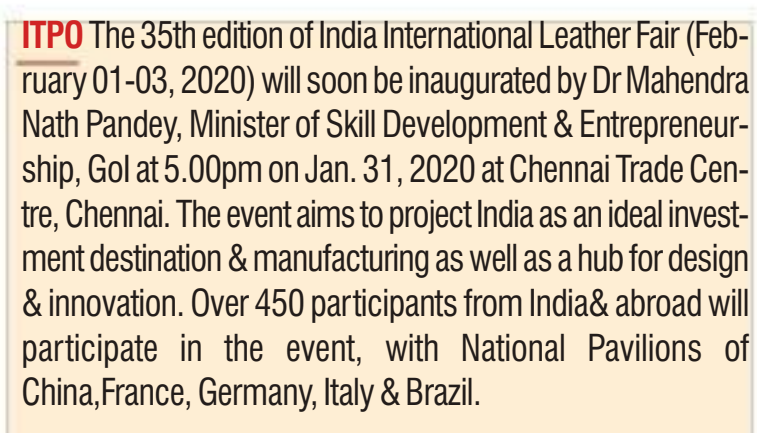 ITPO The 35th edition of India International Leather Fair (Feb-
ruary 01-03, 2020) will soon be inaugurated by Dr Mahendra
Nath Pandey, Minister of Skill Development & Entrepreneur-
ship, GoI at 5.00pm on Jan. 31, 2020 at Chennai Trade Cen-
tre, Chennai. The event aims to project India as an ideal invest-
ment destination & manufacturing as well as a hub for design
& innovation. Over 450 participants from India& abroad will
participate in the event, with National Pavilions of
China,France, Germany, Italy & Brazil.